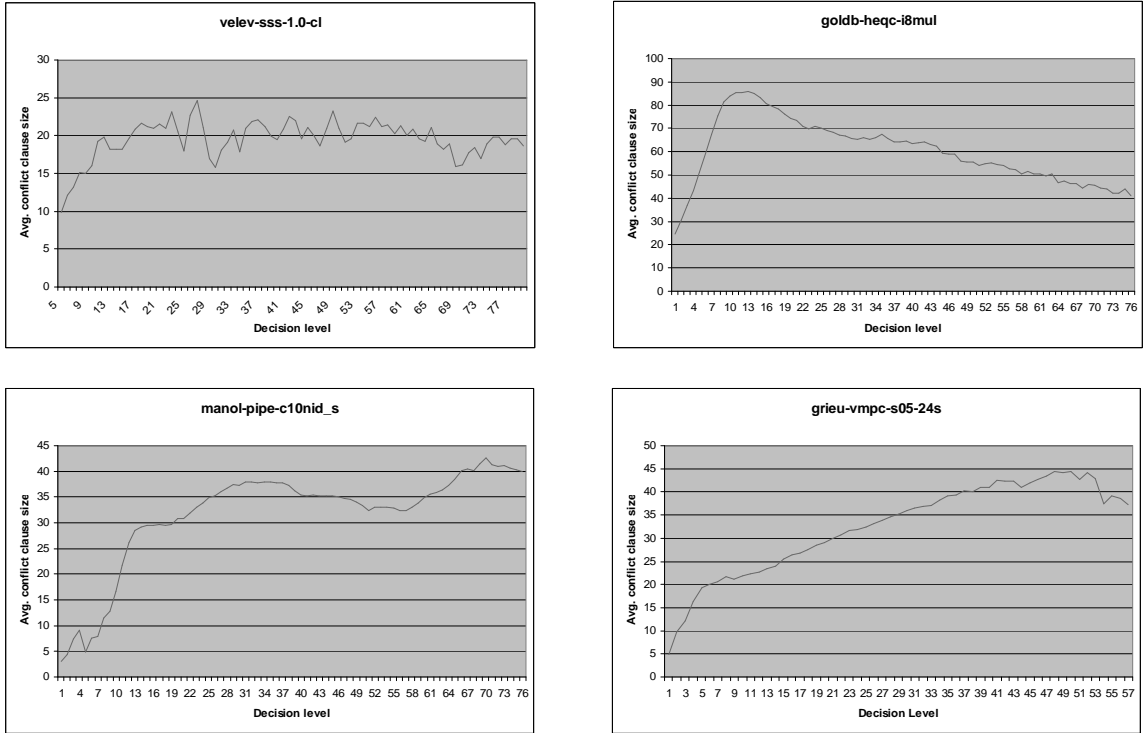 velev-sss-1.0-cl
Avg. conflict clause size
30
25
20
15
10
5
0
5 9 13 17 21 25 29 33 37 41 45 49 53 57 61 65 69 73 77
Decision level
goldb-heqc-i8mul
Avg. conflict clause size
100
90
80
70
60
50
40
30
20
10
0
1 4 7 10 13 16 19 22 25 28 31 34 37 40 43 46 49 52 55 58 61 64 67 70 73 76
Decision level
manol-pipe-c10nid_s
Avg. conflict clause size
45
40
35
30
25
20
15
10
5
0
1 4 7 10 13 16 19 22 25 28 31 34 37 40 43 46 49 52 55 58 61 64 67 70 73 76
Decision level
grieu-vmpc-s05-24s
Avg. conflict clause size
50
45
40
35
30
25
20
15
10
5
0
1 3 5 7 9 11 13 15 17 19 21 23 25 27 29 31 33 35 37 39 41 43 45 47 49 51 53 55 57
Decision Level